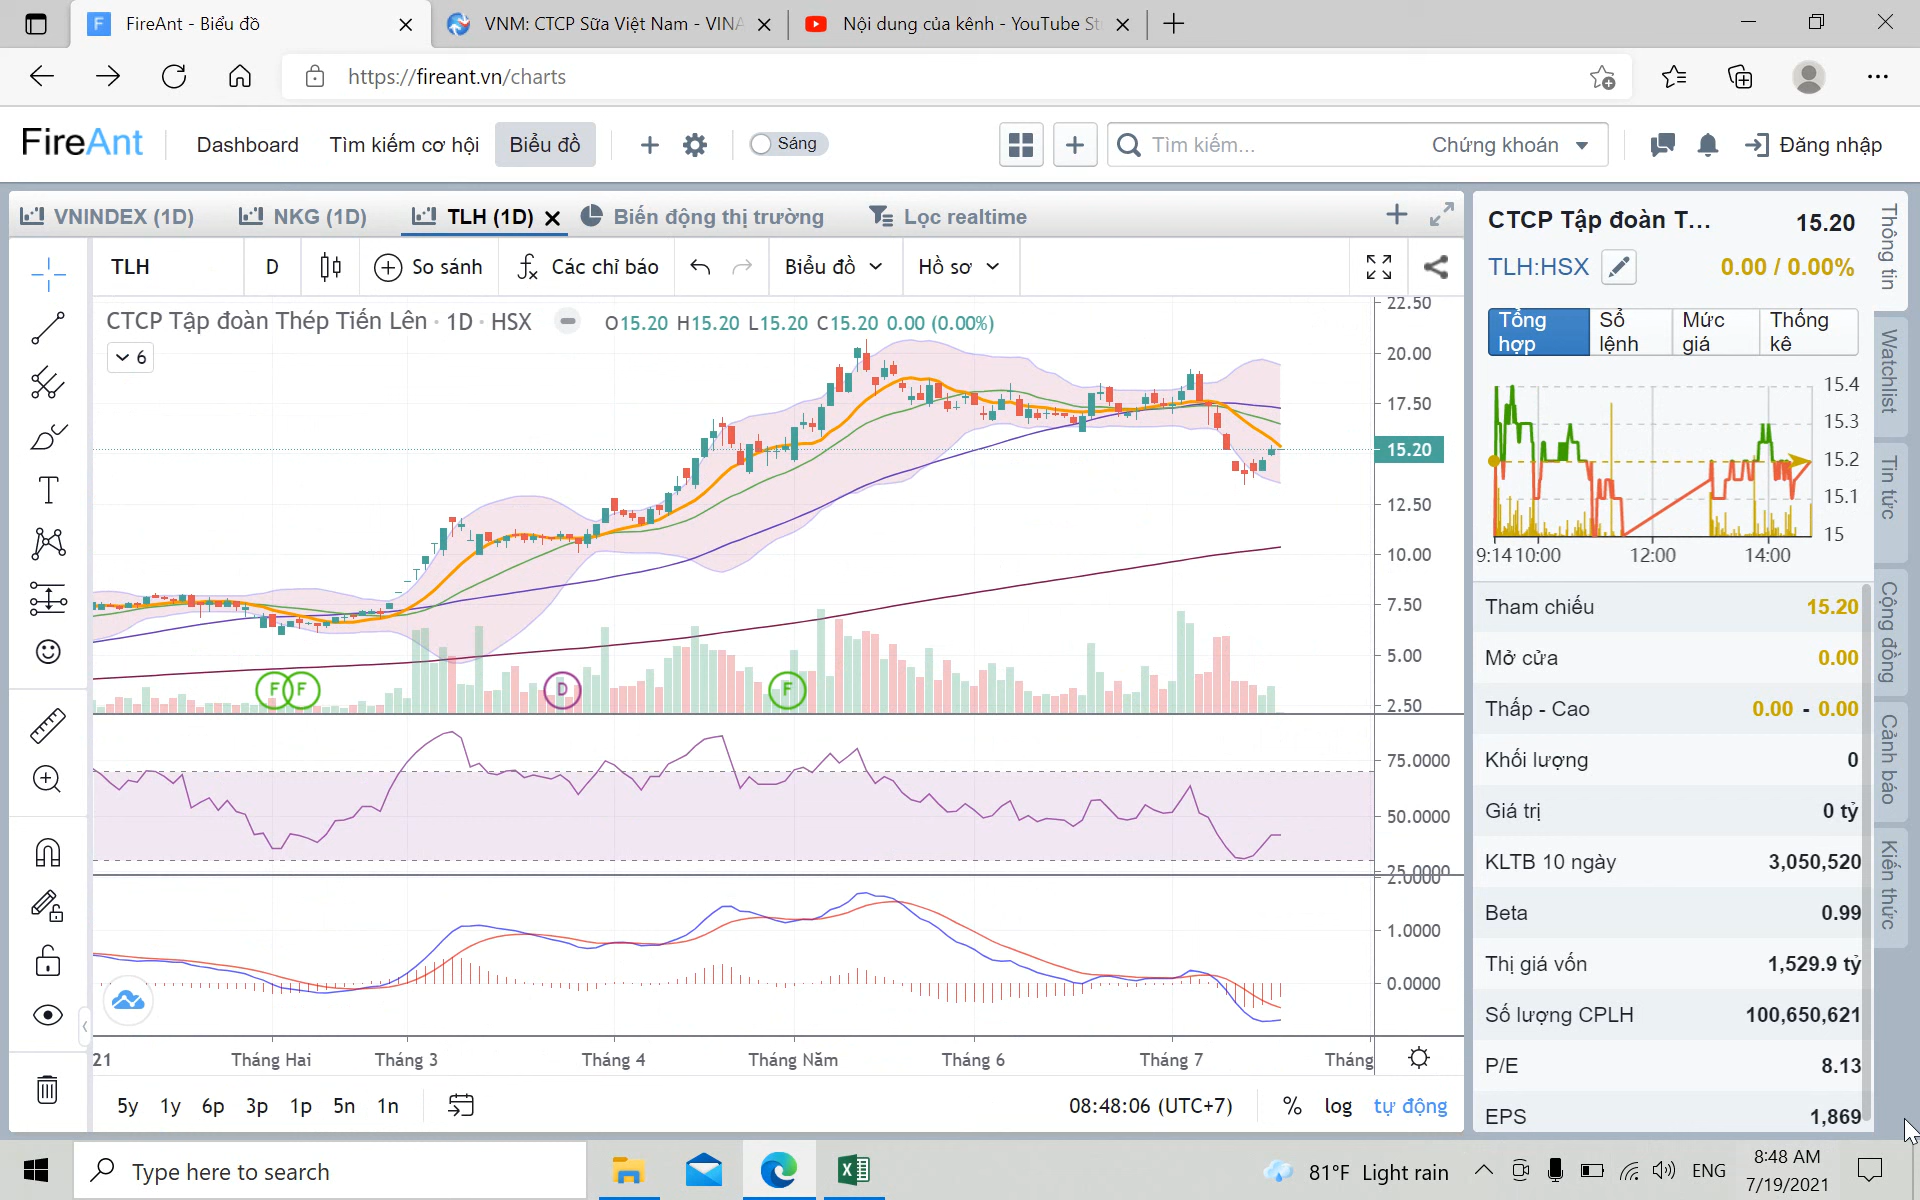 FireAnt - Biểu đồ
VNM: CTCP Sữa Việt Nam - VINA
Nội dung của kênh - YouTube St
https://fireant.vn/charts
FireAnt
Dashboard
Tìm kiếm cơ hội
Biểu đồ
Sáng
Tìm kiếm...
Chứng khoán
Đăng nhập
VNINDEX (1D)
NKG (1D)
TLH (1D)
Biến động thị trường
Lọc realtime
TLH
D
So sánh
Các chỉ báo
Biểu đồ
Hồ sơ
CTCP Tập đoàn Thép Tiến Lên · 1D · HSX
O15.20 H15.20 L15.20 C15.20 0.00 (0.00%)
6
22.50
20.00
17.50
15.20
12.50
10.00
7.50
5.00
2.50
F
F
D
F
75.0000
50.0000
25.0000
2.0000
1.0000
0.0000
21
Tháng Hai
Tháng 3
Tháng 4
Tháng Năm
Tháng 6
Tháng 7
Tháng
5y 1y 6p 3p 1p 5n 1n
08:48:06 (UTC+7)
%
log
tự động
CTCP Tập đoàn T... 15.20
TLH:HSX 0.00 / 0.00%
Tổng hợp
Sổ lệnh
Mức giá
Thống kê
15.4
15.3
15.2
15.1
15
9:14 10:00 12:00 14:00
Tham chiếu 15.20
Mở cửa 0.00
Thấp - Cao 0.00 - 0.00
Khối lượng 0
Giá trị 0 tỷ
KLTB 10 ngày 3,050,520
Beta 0.99
Thị giá vốn 1,529.9 tỷ
Số lượng CPLH 100,650,621
P/E 8.13
EPS 1,869
Thông tin
Watchlist
Tin tức
Cộng đồng
Cảnh báo
Kiến thức
Type here to search
81°F Light rain
ENG
8:48 AM
7/19/2021